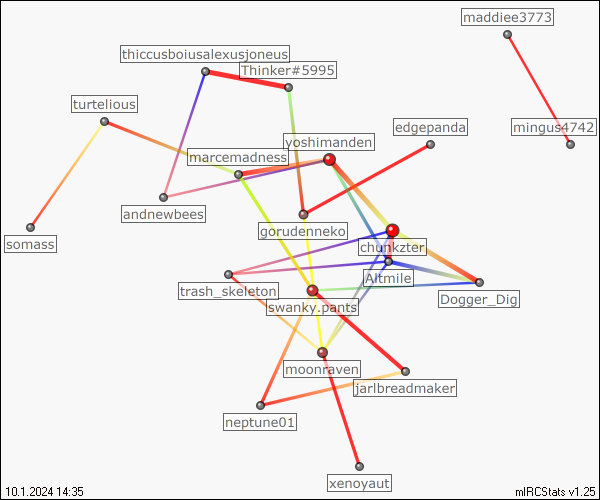 maddiee3773
thiccusboiusalexusjoneus
Thinker#5995
turtelious
edgepanda
mingus4742
yoshimanden
marcemadness
andnewbees
gorudenneko
somass
chunkzter
Altmile
trash_skeleton
Dogger_Dig
swanky.pants
moonraven
jarlbreadmaker
neptune01
xenoyaut
10.1.2024 14:35
mIRCStats v1.25